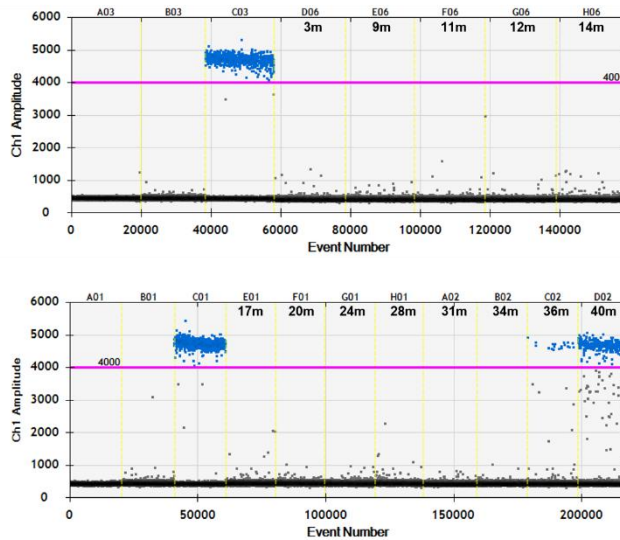 A03 B03 C03 D06 E06 F06 G06 H06
3m 9m 11m 12m 14m
6000
5000
4000
400
3000
2000
1000
0
Ch1 Amplitude
0 20000 40000 60000 80000 100000 120000 140000
Event Number
A01 B01 C01 E01 F01 G01 H01 A02 B02 C02 D02
17m 20m 24m 28m 31m 34m 36m 40m
6000
5000
4000
4000
3000
2000
1000
0
Ch1 Amplitude
0 50000 100000 150000 200000
Event Number